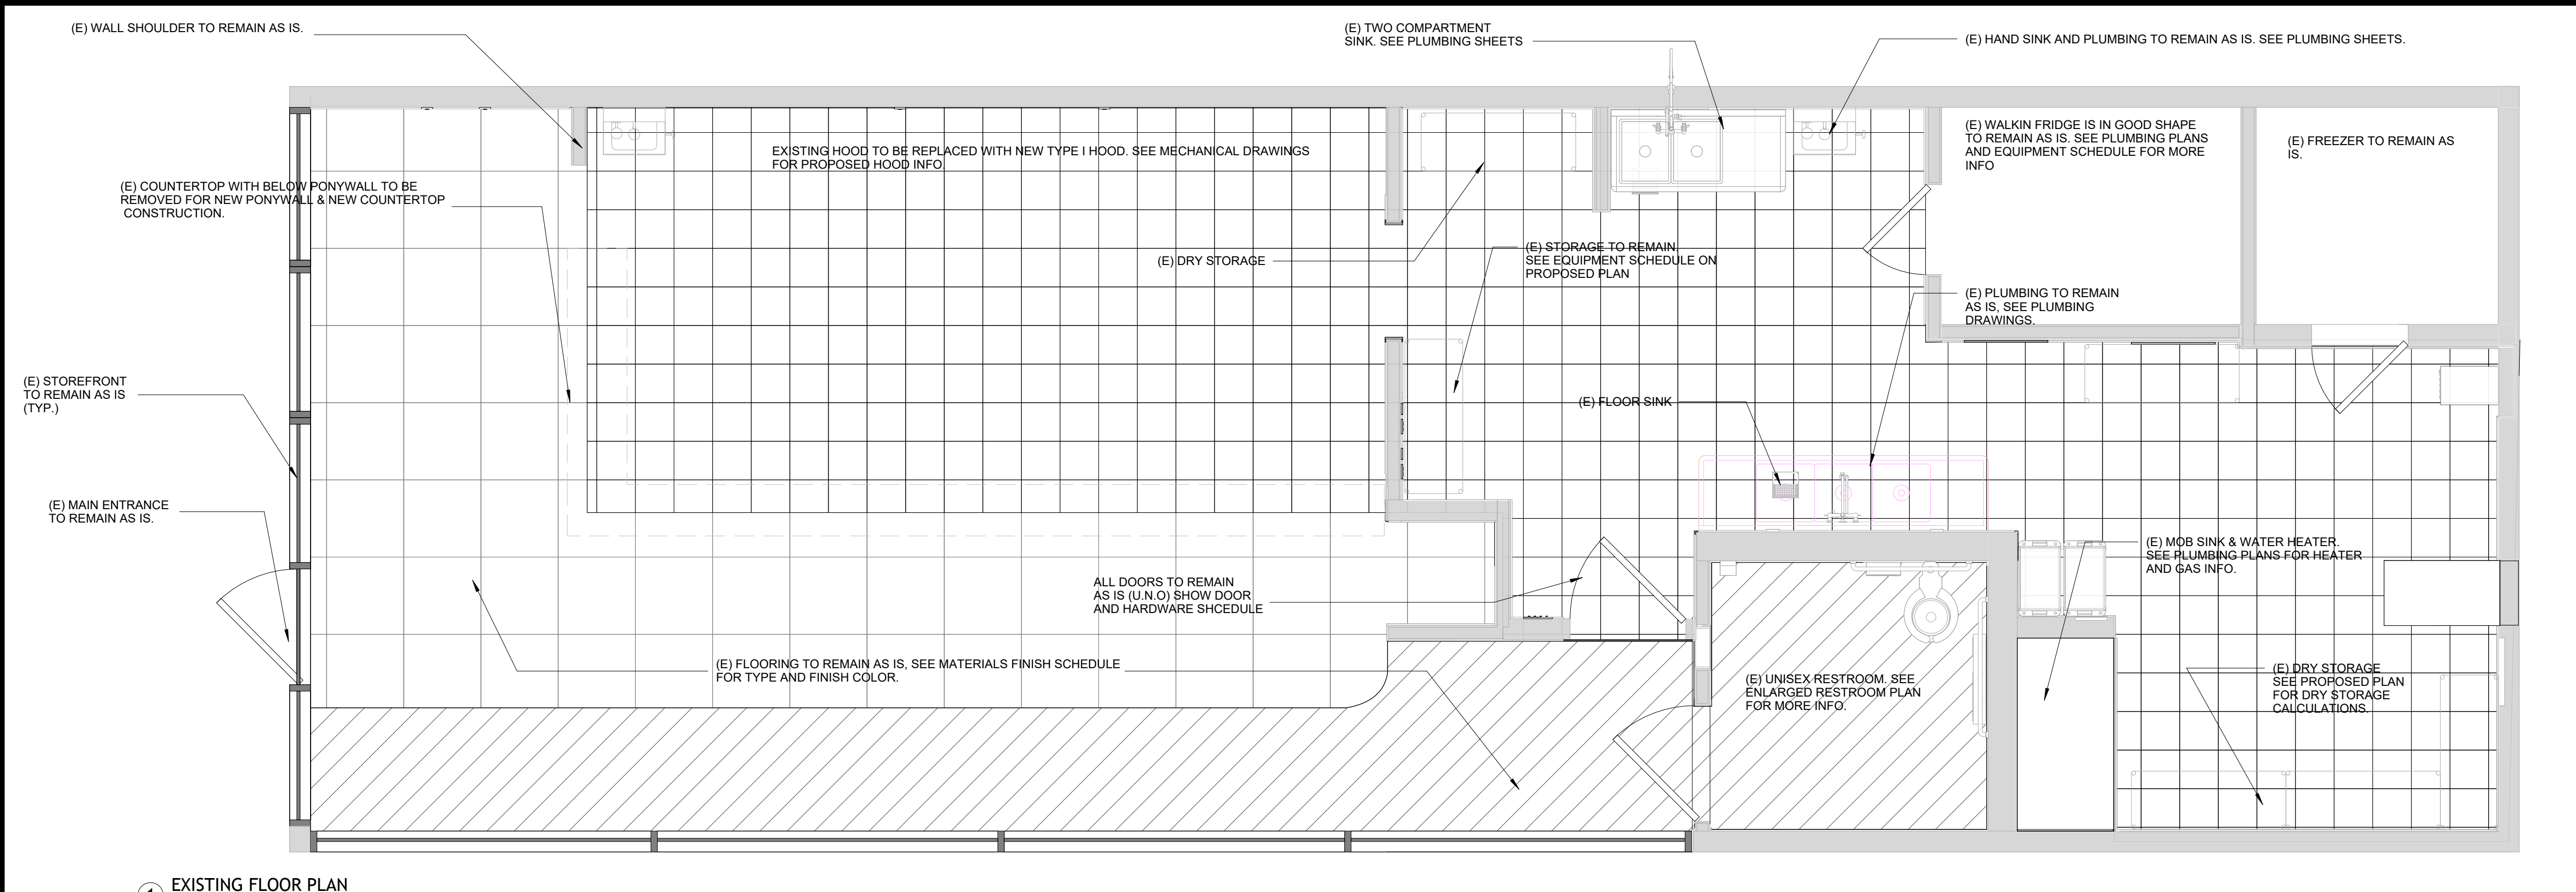 (E) WALL SHOULDER TO REMAIN AS IS.
(E) TWO COMPARTMENT
SINK. SEE PLUMBING SHEETS
(E) HAND SINK AND PLUMBING TO REMAIN AS IS. SEE PLUMBING SHEETS.
EXISTING HOOD TO BE REPLACED WITH NEW TYPE I HOOD. SEE MECHANICAL DRAWINGS
FOR PROPOSED HOOD INFO.
(E) WALKIN FRIDGE IS IN GOOD SHAPE
TO REMAIN AS IS. SEE PLUMBING PLANS
AND EQUIPMENT SCHEDULE FOR MORE
INFO
(E) FREEZER TO REMAIN AS
IS.
(E) COUNTERTOP WITH BELOW PONYWALL TO BE
REMOVED FOR NEW PONYWALL & NEW COUNTERTOP
CONSTRUCTION.
(E) DRY STORAGE
(E) STORAGE TO REMAIN.
SEE EQUIPMENT SCHEDULE ON
PROPOSED PLAN
(E) PLUMBING TO REMAIN
AS IS, SEE PLUMBING
DRAWINGS.
(E) STOREFRONT
TO REMAIN AS IS
(TYP.)
(E) FLOOR SINK
(E) MAIN ENTRANCE
TO REMAIN AS IS.
(E) MOB SINK & WATER HEATER.
SEE PLUMBING PLANS FOR HEATER
AND GAS INFO.
ALL DOORS TO REMAIN
AS IS (U.N.O) SHOW DOOR
AND HARDWARE SHCEDULE
(E) FLOORING TO REMAIN AS IS, SEE MATERIALS FINISH SCHEDULE
FOR TYPE AND FINISH COLOR.
(E) UNISEX RESTROOM. SEE
ENLARGED RESTROOM PLAN
FOR MORE INFO.
(E) DRY STORAGE
SEE PROPOSED PLAN
FOR DRY STORAGE
CALCULATIONS.
1 EXISTING FLOOR PLAN